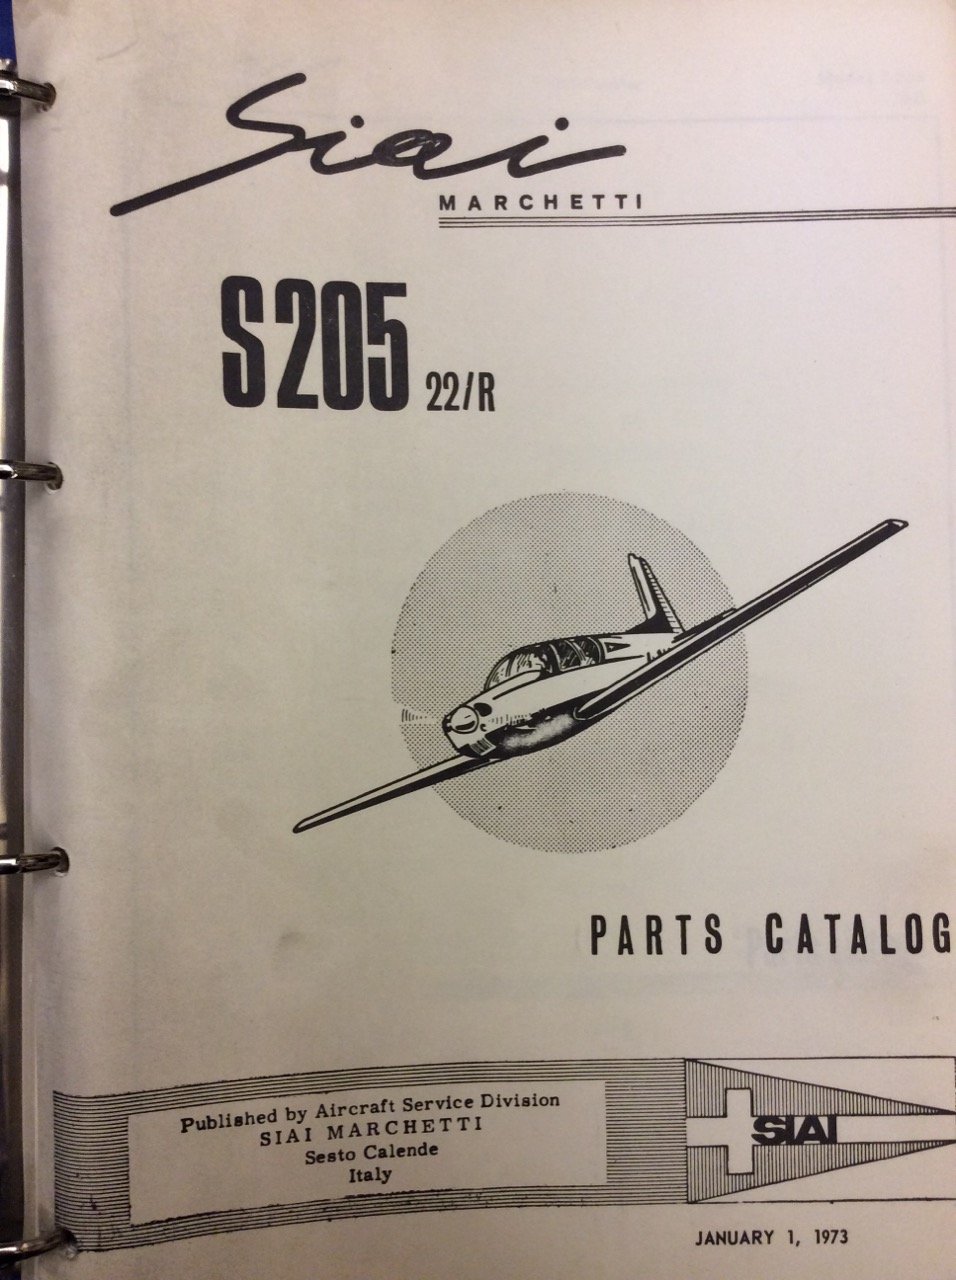 Siai
MARCHETTI
S205 22/R
PARTS CATALOG
Published by Aircraft Service Division
SIAI MARCHETTI
Sesto Calende
Italy
SIAI
JANUARY 1, 1973